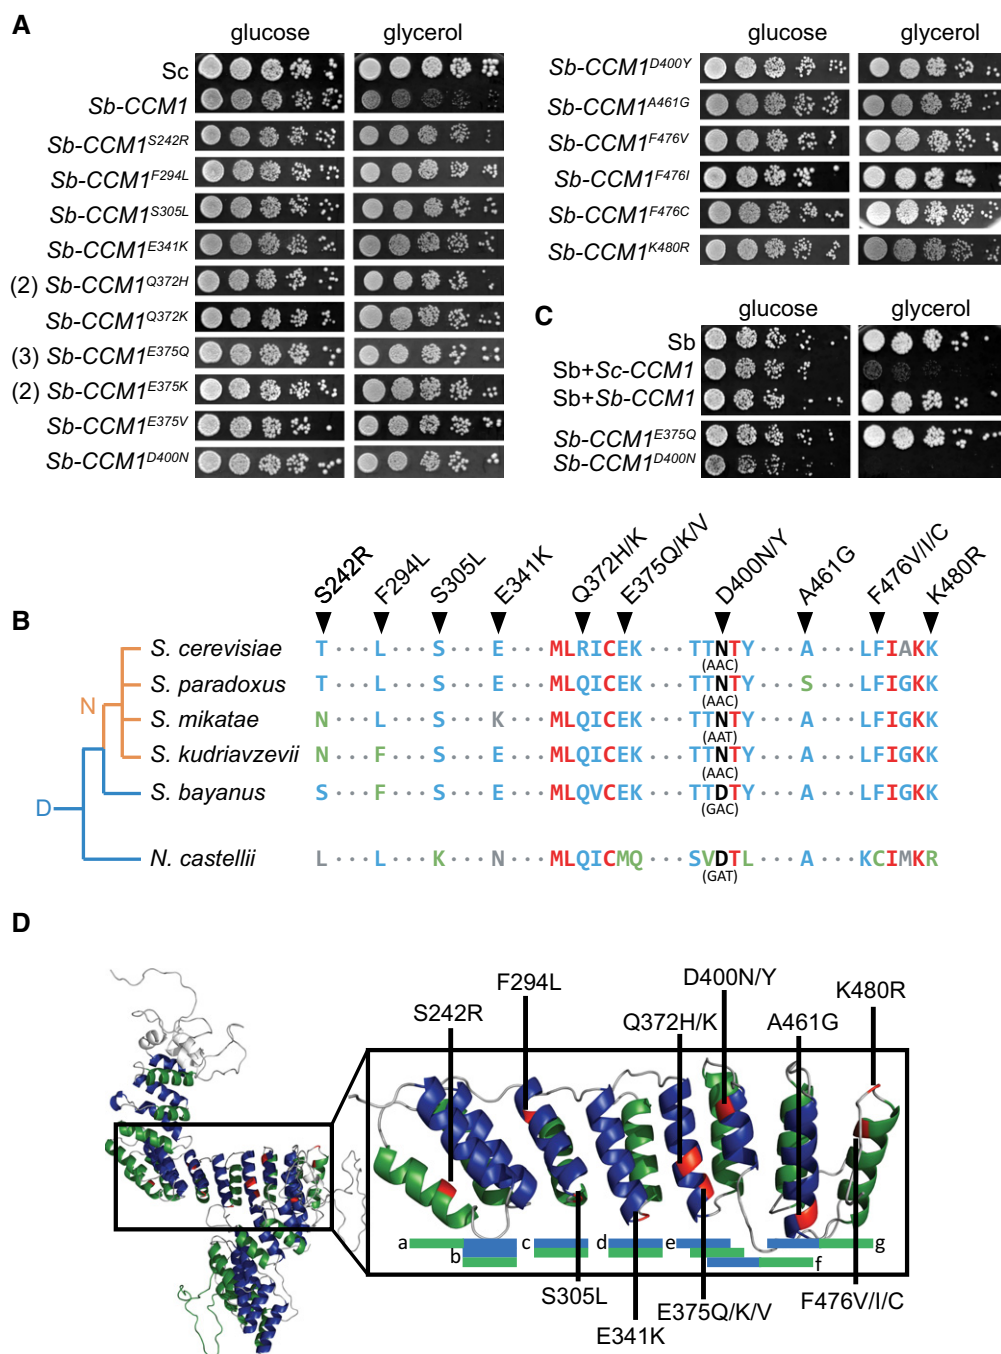 A
glucose glycerol
Sc
Sb-CCM1
Sb-CCM1S242R
Sb-CCM1F294L
Sb-CCM1S305L
Sb-CCM1E341K
(2) Sb-CCM1Q372H
Sb-CCM1Q372K
(3) Sb-CCM1E375Q
(2) Sb-CCM1E375K
Sb-CCM1E375V
Sb-CCM1D400N
glucose glycerol
Sb-CCM1D400Y
Sb-CCM1A461G
Sb-CCM1F476V
Sb-CCM1F476I
Sb-CCM1F476C
Sb-CCM1K480R
C
glucose glycerol
Sb
Sb+Sc-CCM1
Sb+Sb-CCM1
Sb-CCM1E375Q
Sb-CCM1D400N
B
S242R F294L S305L E341K Q372H/K E375Q/K/V D400N/Y A461G F476V/I/C K480R
S. cerevisiae T ··· L ··· S ··· E ··· MLRICEK ··· TTNTY ··· A ··· LFIAKK
(AAC)
S. paradoxus T ··· L ··· S ··· E ··· MLQICEK ··· TTNTY ··· S ··· LFIGKK
(AAC)
N
S. mikatae N ··· L ··· S ··· K ··· MLQICEK ··· TTNTY ··· A ··· LFIGKK
(AAT)
S. kudriavzevii N ··· F ··· S ··· E ··· MLQICEK ··· TTNTY ··· A ··· LFIGKK
(AAC)
S. bayanus S ··· F ··· S ··· E ··· MLQVCEK ··· TTDTY ··· A ··· LFIGKK
(GAC)
D
N. castellii L ··· L ··· K ··· N ··· MLQICMQ ··· SVDTL ··· A ··· KCIMKR
(GAT)
D
S242R F294L Q372H/K D400N/Y A461G K480R
a b c d e f g
S305L E341K E375Q/K/V F476V/I/C